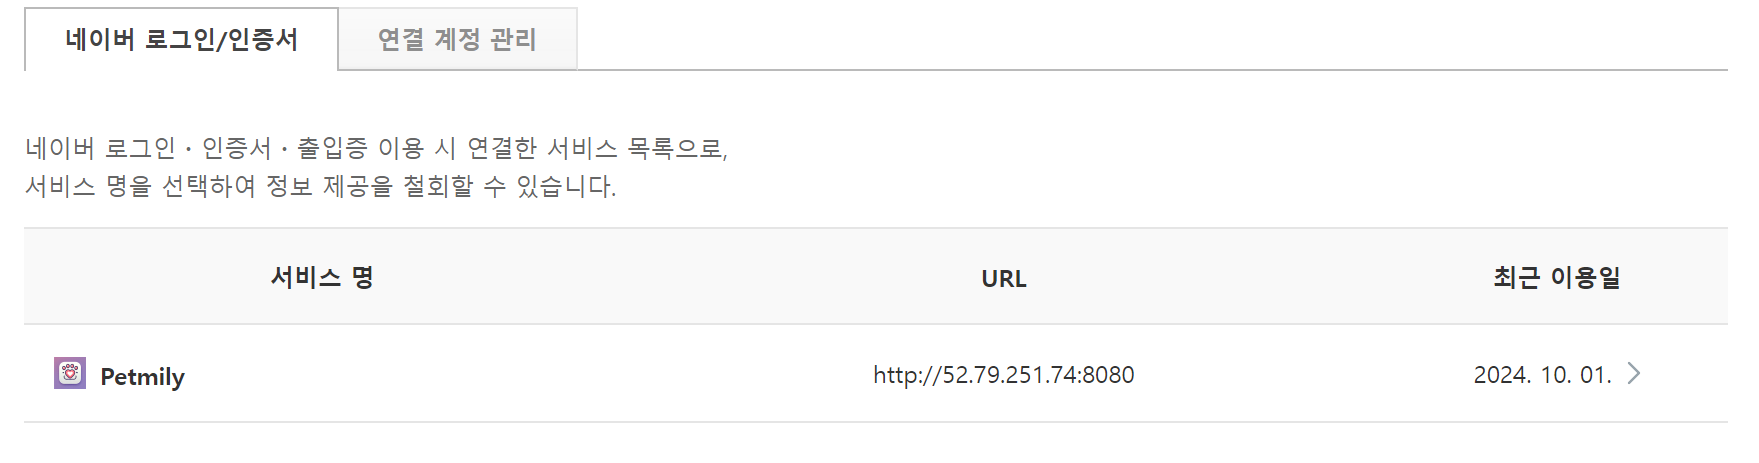 네이버 로그인/인증서
연결 계정 관리
네이버 로그인 · 인증서 · 출입증 이용 시 연결한 서비스 목록으로,
서비스 명을 선택하여 정보 제공을 철회할 수 있습니다.
서비스 명 URL 최근 이용일
Petmily http://52.79.251.74:8080 2024. 10. 01.